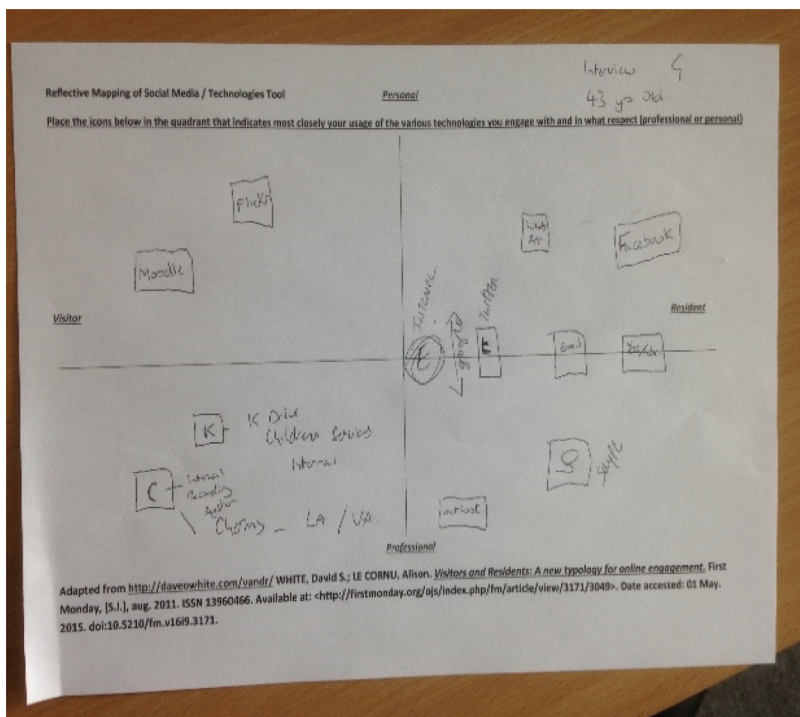 Interview
43 yrs old.
Reflective Mapping of Social Media / Technologies Tool
Personal
Place the icons below in the quadrant that indicates most closely your usage of the various technologies you engage with and in what respect (professional or personal)
Flickr
Moodle
Facebook
Visitor
Resident
INTERNET
google
TWITTER
Email
K
K Drive
Childrens Services
Internal
C
Internal
Recording
System
LA / VA
S
SKYPE
Professional
Adapted from http://daveowhite.com/vandr/ WHITE, David S.; LE CORNU, Alison. Visitors and Residents: A new typology for online engagement. First
Monday, [S.l.], aug. 2011. ISSN 13960466. Available at: <http://firstmonday.org/ojs/index.php/fm/article/view/3171/3049>. Date accessed: 01 May.
2015. doi:10.5210/fm.v16i9.3171.